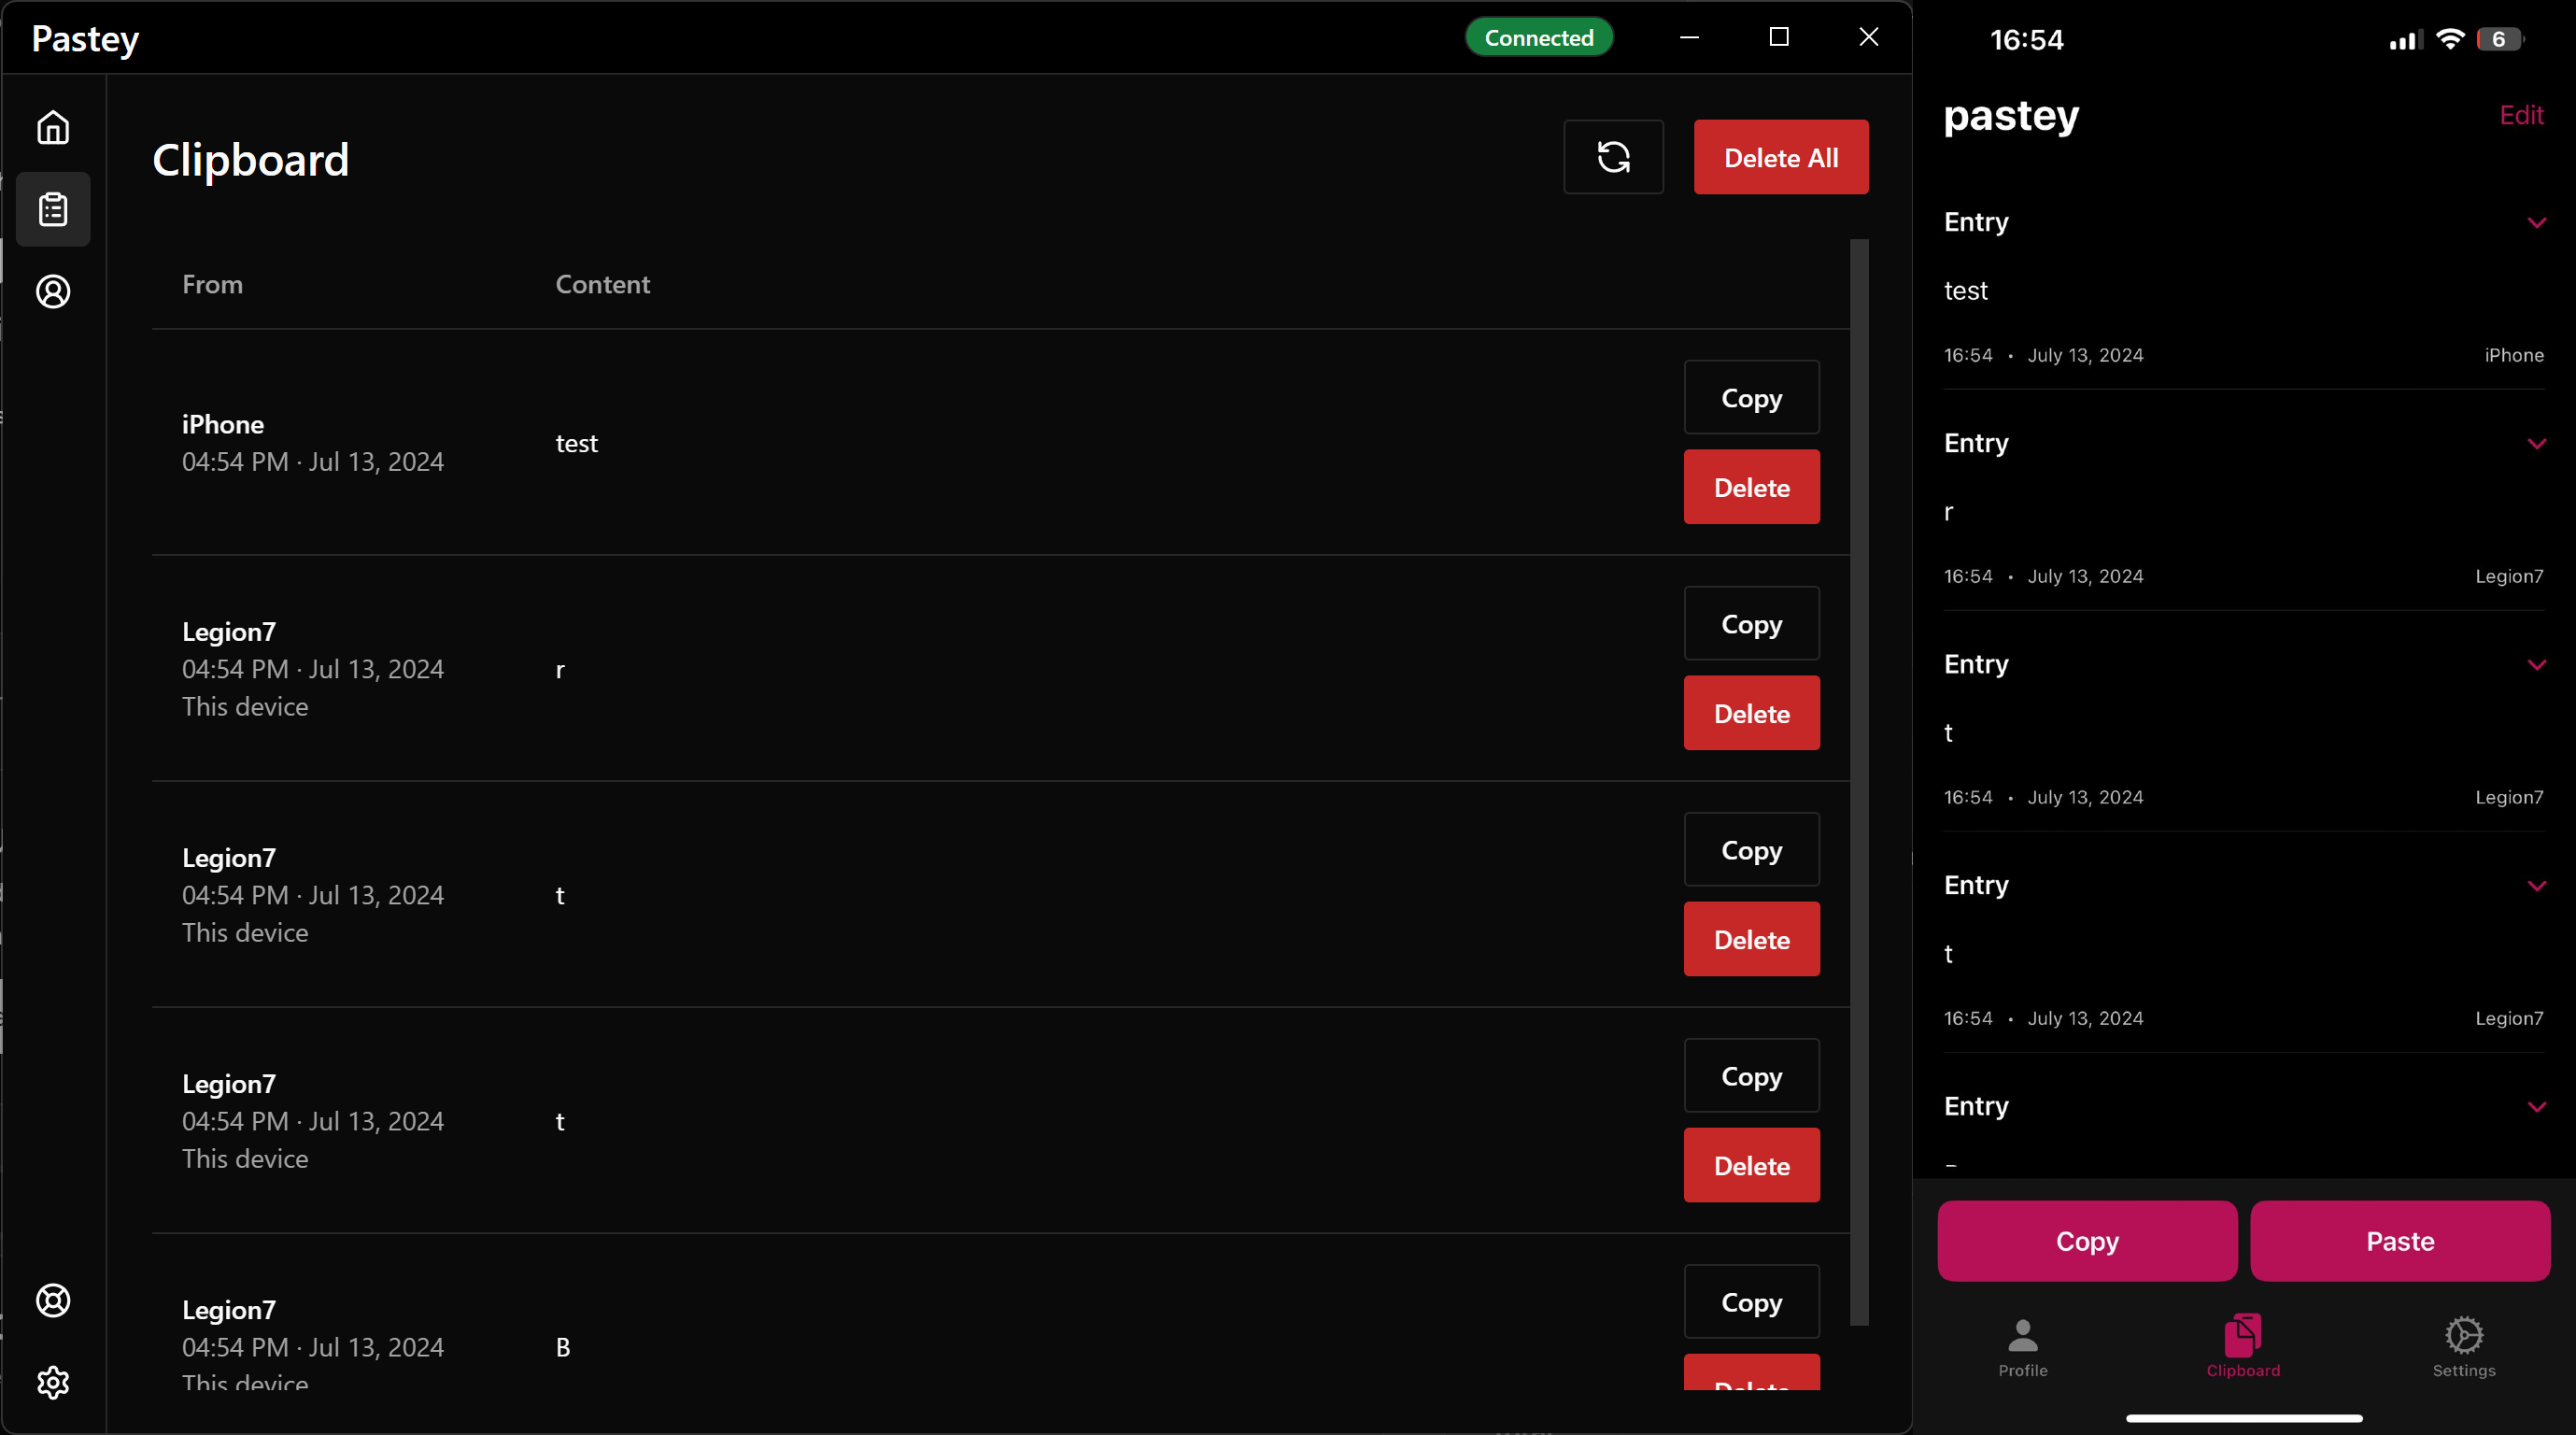 Pastey
Connected
Clipboard
Delete All
From
Content
iPhone
04:54 PM · Jul 13, 2024
test
Copy
Delete
Legion7
04:54 PM · Jul 13, 2024
This device
r
Copy
Delete
Legion7
04:54 PM · Jul 13, 2024
This device
t
Copy
Delete
Legion7
04:54 PM · Jul 13, 2024
This device
t
Copy
Delete
Legion7
04:54 PM · Jul 13, 2024
This device
B
Copy
Delete
16:54
6
pastey
Edit
Entry
test
16:54 • July 13, 2024
iPhone
Entry
r
16:54 • July 13, 2024
Legion7
Entry
t
16:54 • July 13, 2024
Legion7
Entry
t
16:54 • July 13, 2024
Legion7
Entry
Copy
Paste
Profile
Clipboard
Settings